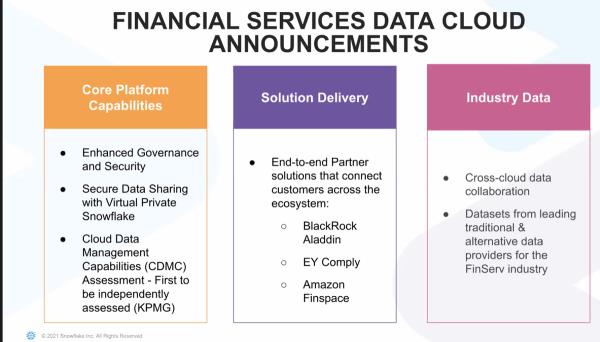 FINANCIAL SERVICES DATA CLOUD
ANNOUNCEMENTS
Core Platform
Capabilities
● Enhanced Governance
and Security
● Secure Data Sharing
with Virtual Private
Snowflake
● Cloud Data
Management
Capabilities (CDMC)
Assessment - First to
be independently
assessed (KPMG)
Solution Delivery
● End-to-end Partner
solutions that connect
customers across the
ecosystem:
○ BlackRock
Aladdin
○ EY Comply
○ Amazon
Finspace
Industry Data
● Cross-cloud data
collaboration
● Datasets from leading
traditional &
alternative data
providers for the
FinServ industry
© 2021 Snowflake Inc. All Rights Reserved